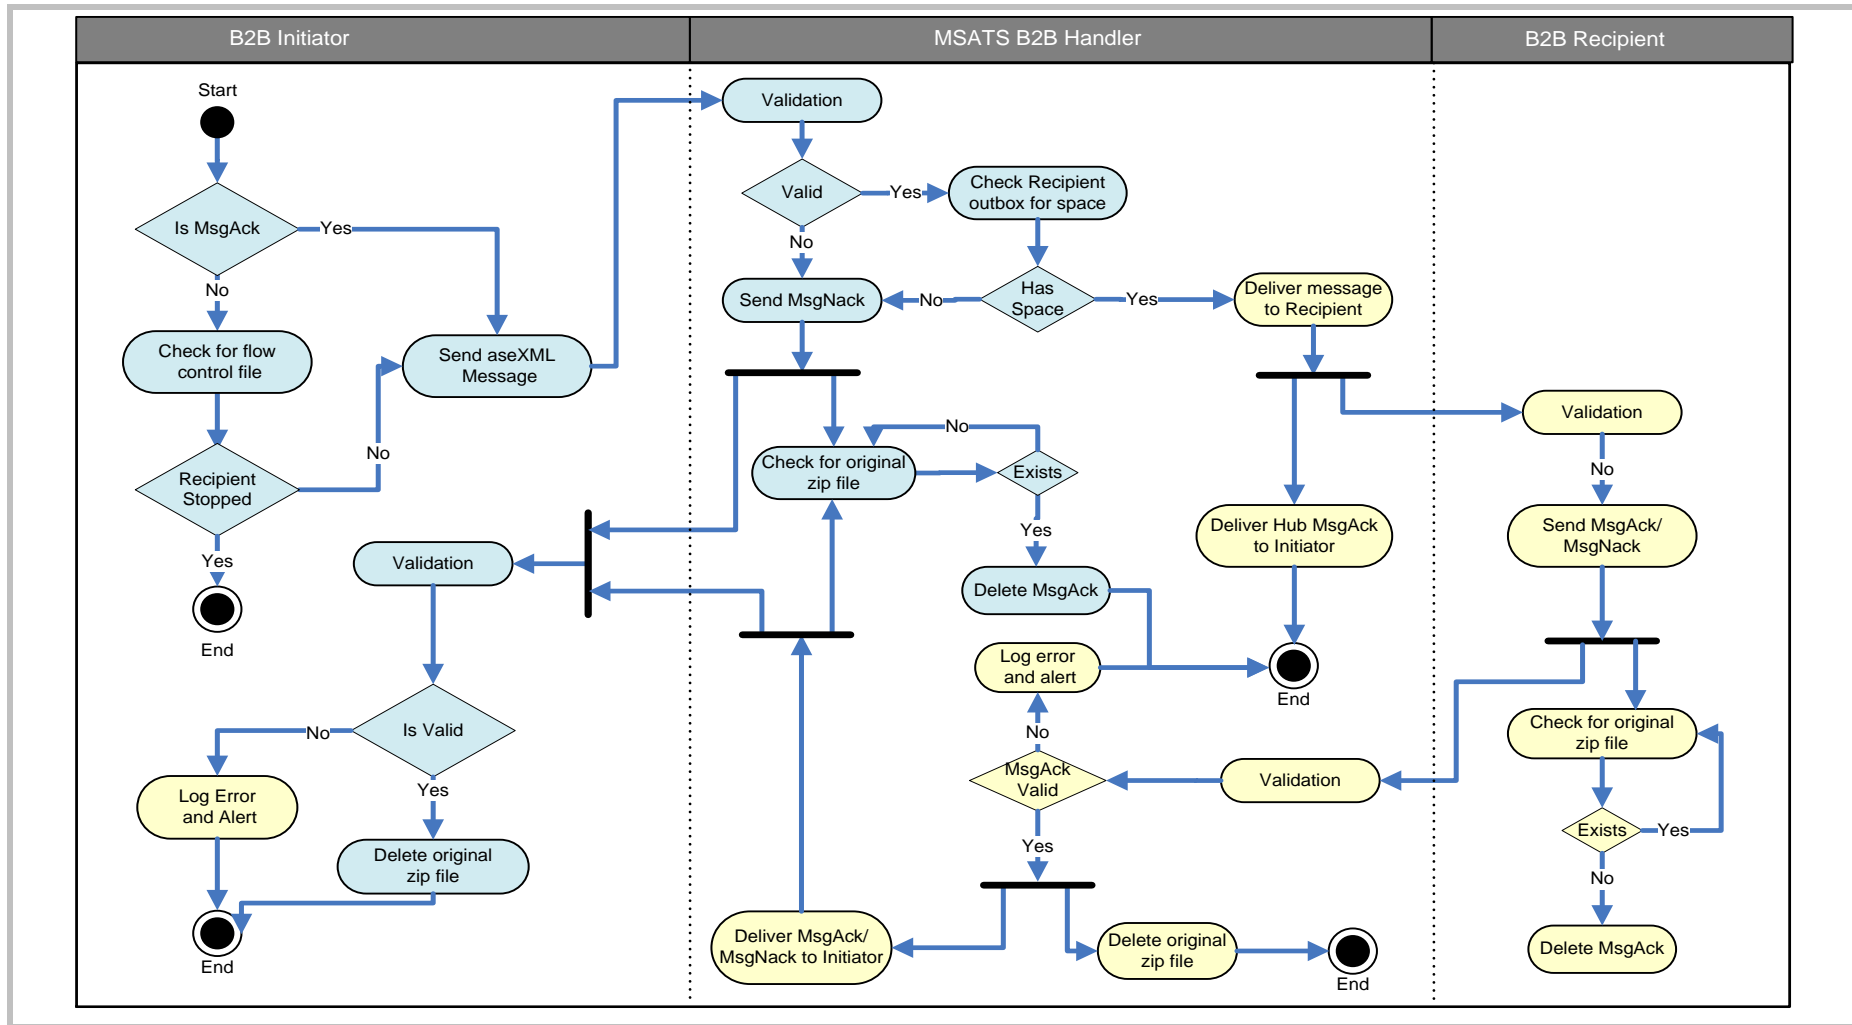 B2B Initiator
MSATS B2B Handler
B2B Recipient
Start
Is MsgAck
Yes
No
Check for flow
control file
Send aseXML
Message
No
Recipient
Stopped
Yes
End
Validation
Is Valid
No
Yes
Log Error
and Alert
Delete original
zip file
End
Validation
Valid
Yes
Check Recipient
outbox for space
No
Send MsgNack
No
Has
Space
Yes
Deliver message
to Recipient
No
Check for original
zip file
Exists
Yes
Delete MsgAck
Deliver Hub MsgAck
to Initiator
Log error
and alert
End
No
MsgAck
Valid
Validation
Yes
Deliver MsgAck/
MsgNack to Initiator
Delete original
zip file
End
Validation
No
Send MsgAck/
MsgNack
Check for original
zip file
Exists
Yes
No
Delete MsgAck